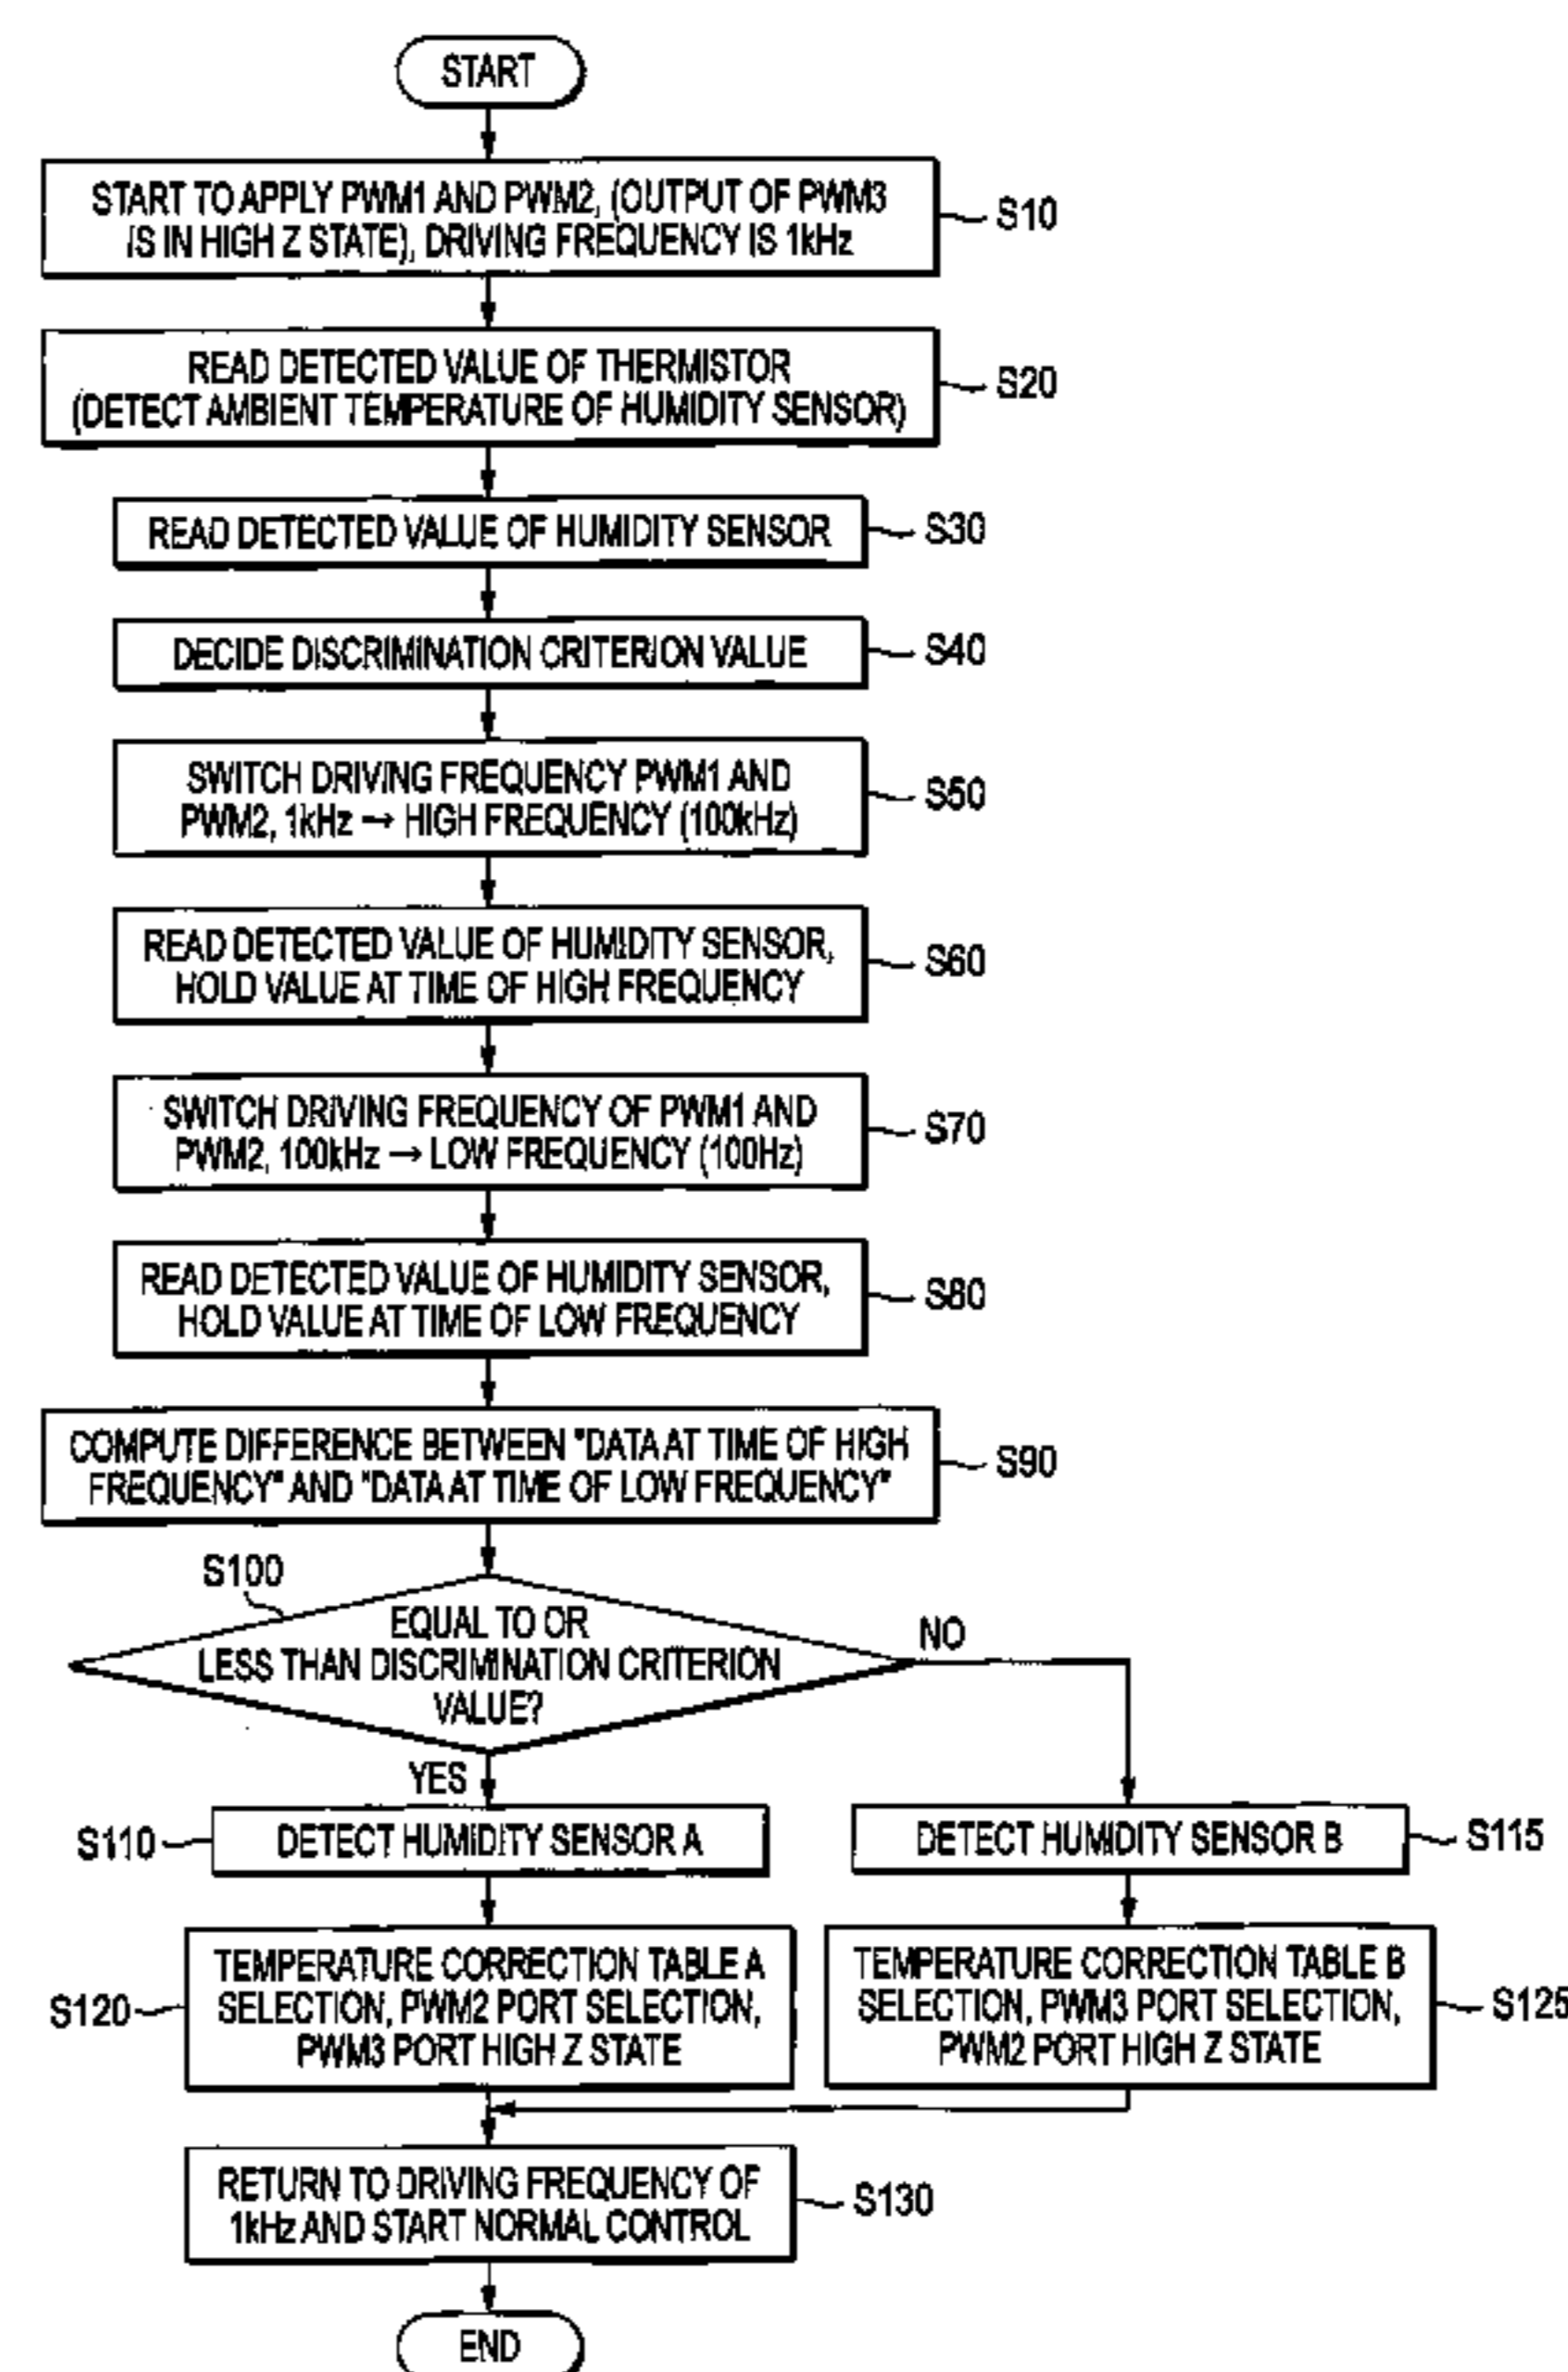 START
START TO APPLY PWM1 AND PWM2, (OUTPUT OF PWM3
IS IN HIGH Z STATE), DRIVING FREQUENCY IS 1kHz
S10
READ DETECTED VALUE OF THERMISTOR
(DETECT AMBIENT TEMPERATURE OF HUMIDITY SENSOR)
S20
READ DETECTED VALUE OF HUMIDITY SENSOR
S30
DECIDE DISCRIMINATION CRITERION VALUE
S40
SWITCH DRIVING FREQUENCY PWM1 AND
PWM2, 1kHz → HIGH FREQUENCY (100kHz)
S50
READ DETECTED VALUE OF HUMIDITY SENSOR,
HOLD VALUE AT TIME OF HIGH FREQUENCY
S60
SWITCH DRIVING FREQUENCY OF PWM1 AND
PWM2, 100kHz → LOW FREQUENCY (100Hz)
S70
READ DETECTED VALUE OF HUMIDITY SENSOR,
HOLD VALUE AT TIME OF LOW FREQUENCY
S80
COMPUTE DIFFERENCE BETWEEN "DATA AT TIME OF HIGH
FREQUENCY" AND "DATA AT TIME OF LOW FREQUENCY"
S90
S100
EQUAL TO OR
LESS THAN DISCRIMINATION CRITERION
VALUE?
NO
YES
S110
DETECT HUMIDITY SENSOR A
DETECT HUMIDITY SENSOR B
S115
S120
TEMPERATURE CORRECTION TABLE A
SELECTION, PWM2 PORT SELECTION,
PWM3 PORT HIGH Z STATE
TEMPERATURE CORRECTION TABLE B
SELECTION, PWM3 PORT SELECTION,
PWM2 PORT HIGH Z STATE
S125
RETURN TO DRIVING FREQUENCY OF
1kHz AND START NORMAL CONTROL
S130
END